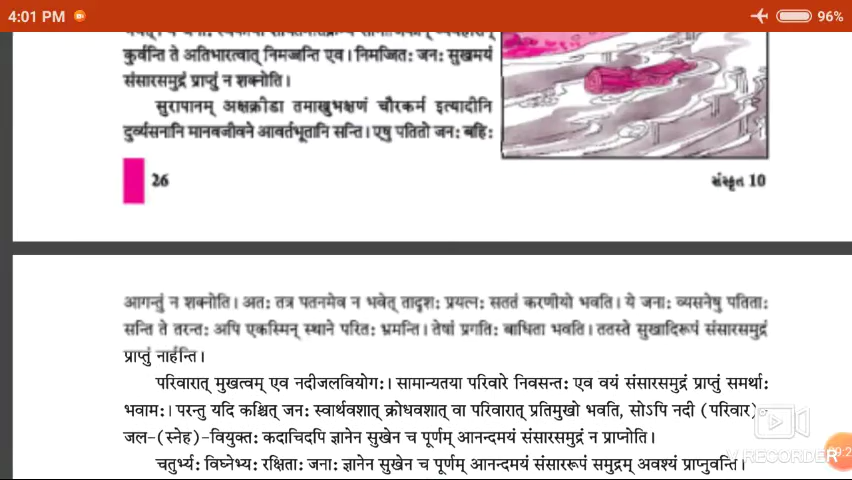 4:01 PM 96%
कुर्वन्ति ते अतिभारत्वात् निमज्जन्ति एव। निमज्जितः जनः सुखमयं
संसारसमुद्रं प्राप्तुं न शक्नोति।
सुरापानम् अक्षक्रीडा तमाखुभक्षणं चौरकर्म इत्यादीनि
दुर्व्यसनानि मानवजीवने आवर्तभूतानि सन्ति। एषु पतितो जनः बहिः
26 સંસ્કૃત 10
आगन्तुं न शक्नोति। अतः तत्र पतनमेव न भवेत् तादृशः प्रयत्नः सततं करणीयो भवति। ये जनाः व्यसनेषु पतिताः
सन्ति ते तरन्तः अपि एकस्मिन् स्थाने परितः भ्रमन्ति। तेषां प्रगतिः बाधिता भवति। ततस्ते सुखादिरूपं संसारसमुद्रं
प्राप्तुं नार्हन्ति।
परिवारात् मुखत्वम् एव नदीजलवियोगः। सामान्यतया परिवारे निवसन्तः एव वयं संसारसमुद्रं प्राप्तुं समर्थाः
भवामः। परन्तु यदि कश्चित् जनः स्वार्थवशात् क्रोधवशात् वा परिवारात् प्रतिमुखो भवति, सोऽपि नदी (परिवार)-
जल-(स्नेह)-वियुक्तः कदाचिदपि ज्ञानेन सुखेन च पूर्णम् आनन्दमयं संसारसमुद्रं न प्राप्नोति।
चतुर्भ्यः विघ्नेभ्यः रक्षिताः जनाः ज्ञानेन सुखेन च पूर्णम् आनन्दमयं संसाररूपं समुद्रम् अवश्यं प्राप्नुवन्ति।
V RECORDER